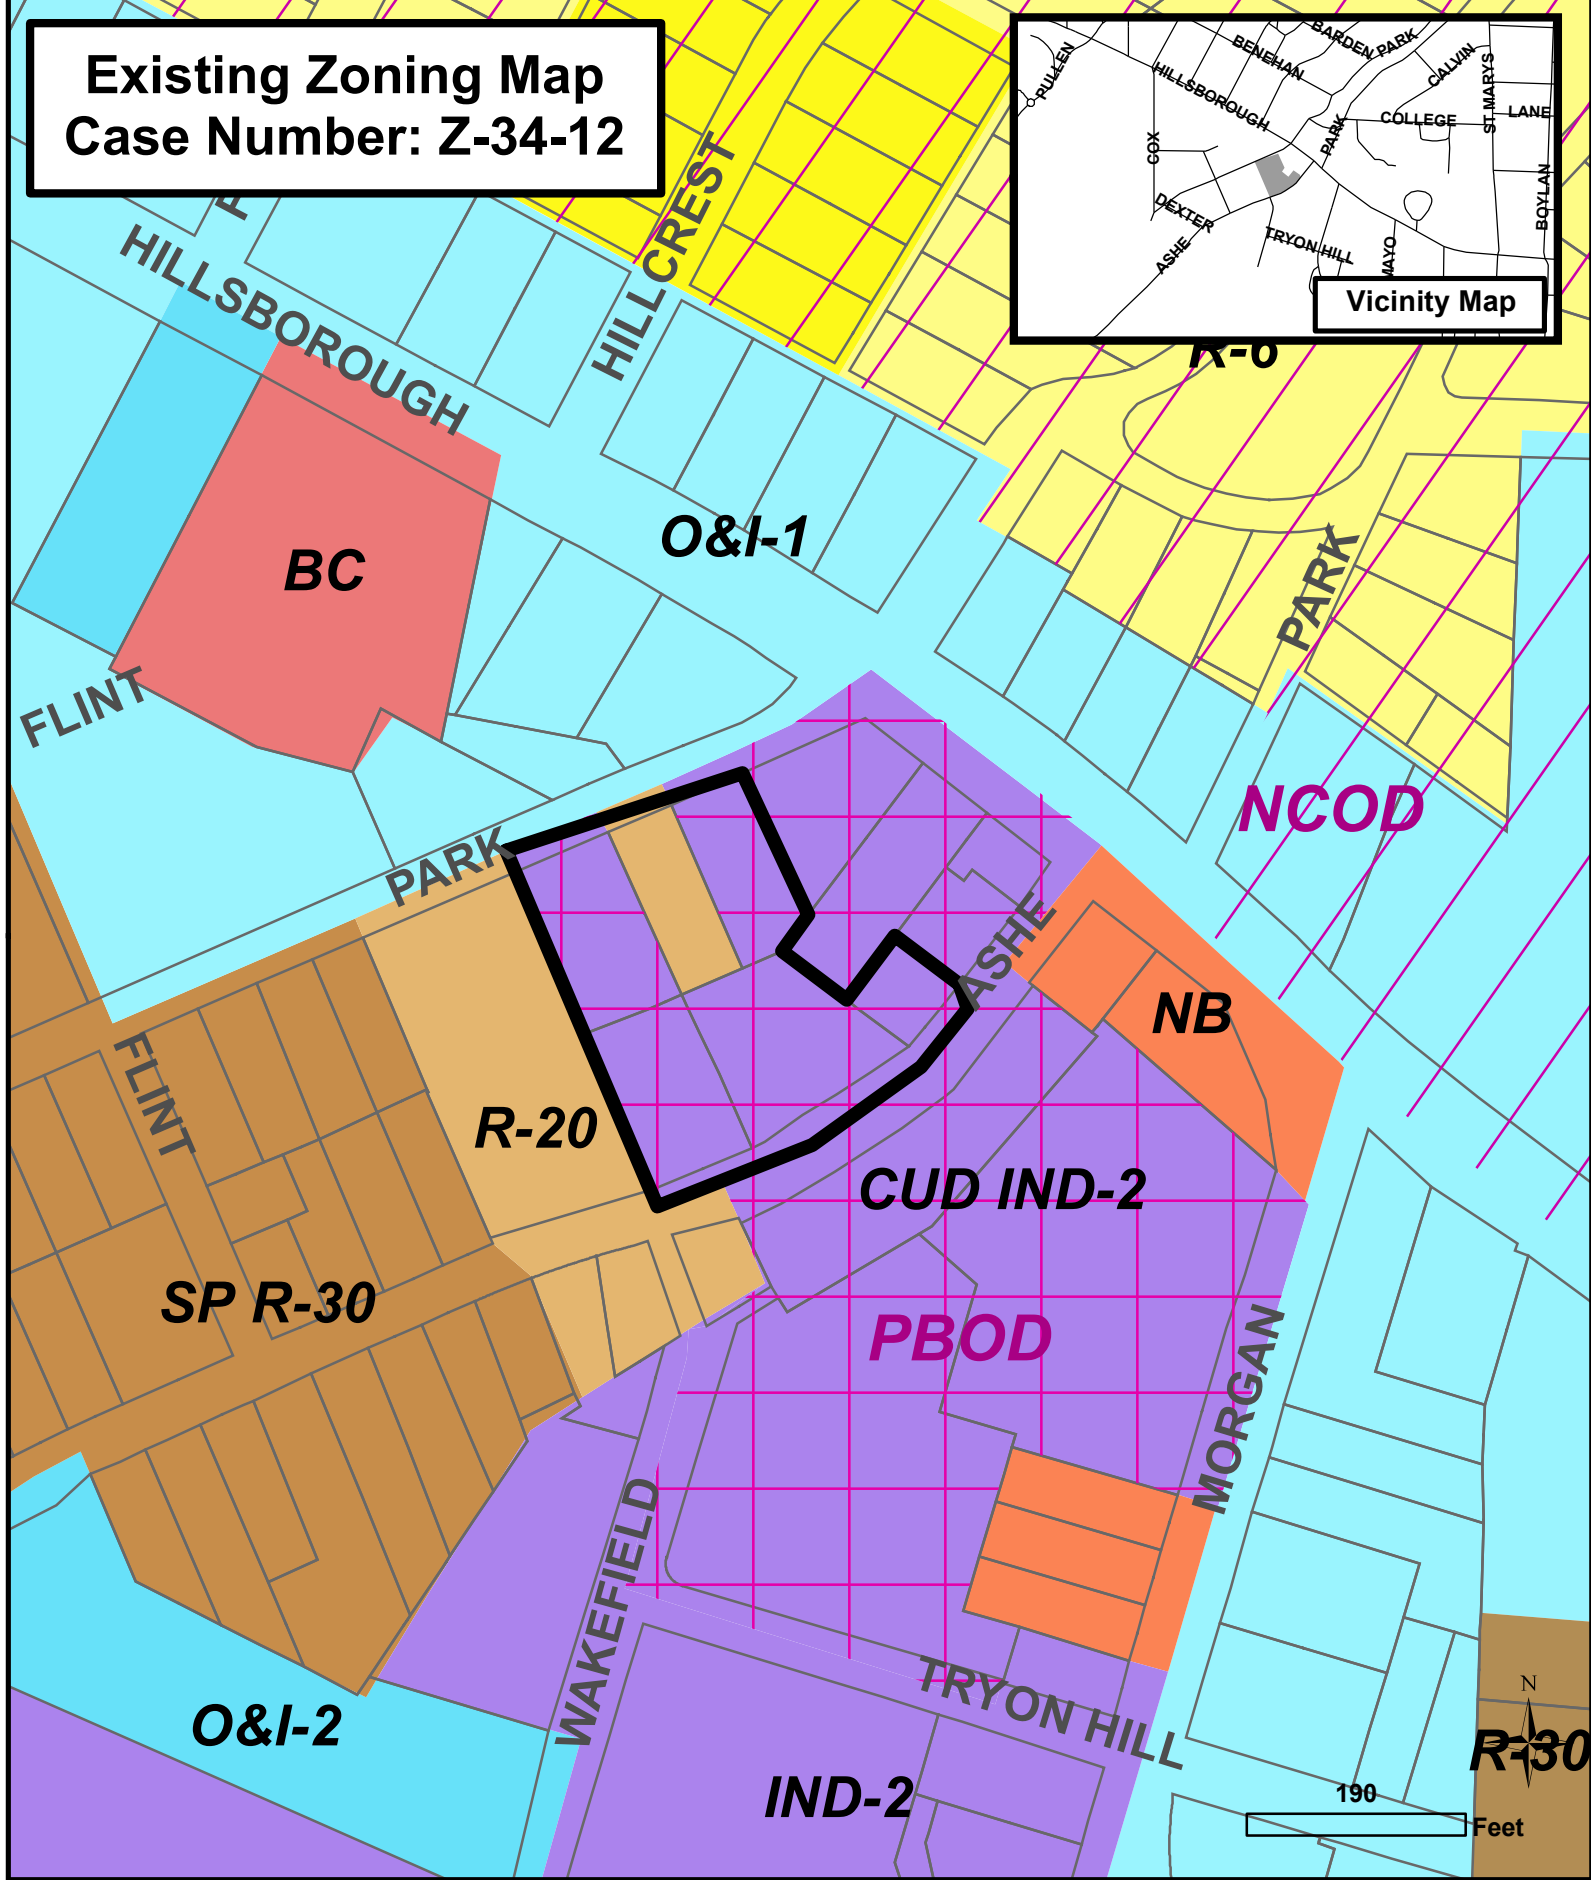 Existing Zoning Map
Case Number: Z-34-12
PULLEN
BENEHAN
BARDEN
PARK
CALVIN
HILLSBOROUGH
ST. MARYS
COLLEGE
LANE
COX
PARK
BOYLAN
DEXTER
ASHE
TRYON HILL
MAYO
Vicinity Map
HILLCREST
HILLSBOROUGH
R-6
O&I-1
BC
PARK
FLINT
NCOD
PARK
ASHE
NB
FLINT
R-20
CUD IND-2
SP R-30
PBOD
MORGAN
WAKEFIELD
O&I-2
TRYON HILL
IND-2
N
R-30
190
Feet